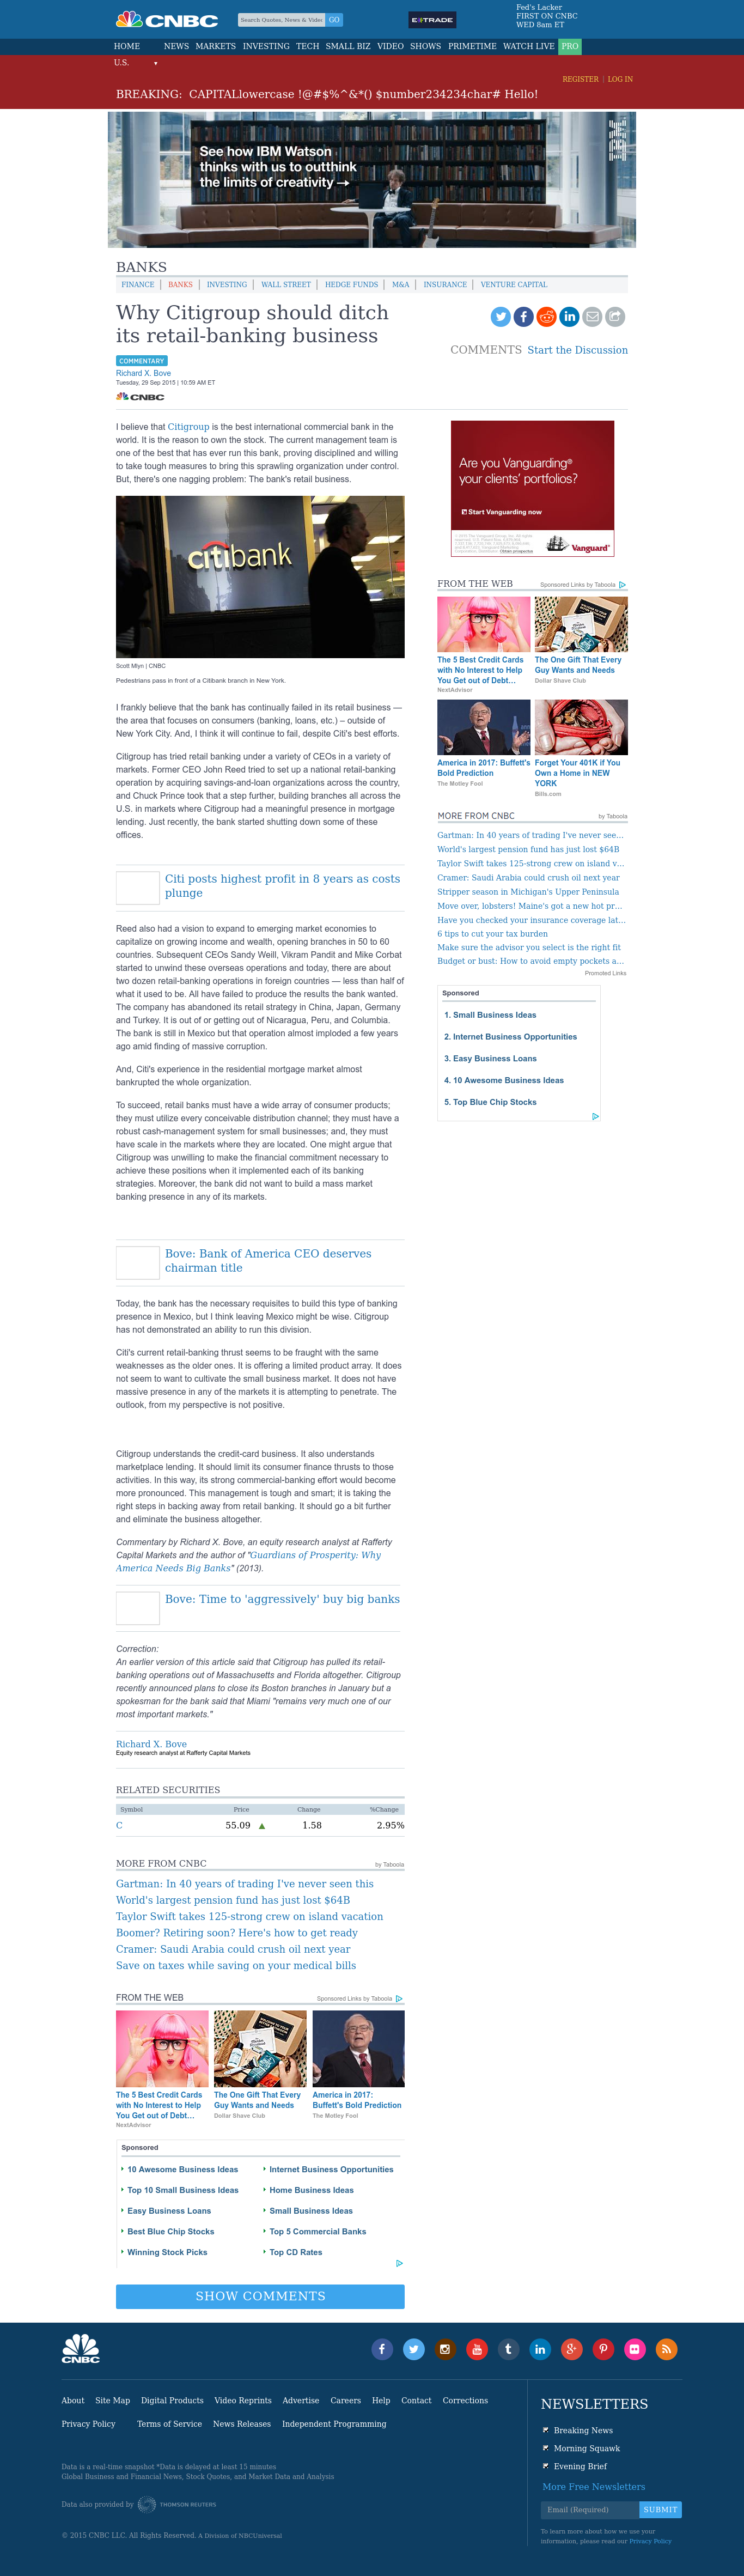 CNBC
Search Quotes, News & Video
GO
E*TRADE
Fed's Lacker
FIRST ON CNBC
WED 8am ET
HOME
NEWS MARKETS INVESTING TECH SMALL BIZ VIDEO SHOWS PRIMETIME WATCH LIVE PRO
U.S.
REGISTER | LOG IN
BREAKING: CAPITALlowercase !@#$%^&*() $number234234char# Hello!
See how IBM Watson
thinks with us to outthink
the limits of creativity →
IBM
BANKS
FINANCE | BANKS | INVESTING | WALL STREET | HEDGE FUNDS | M&A | INSURANCE | VENTURE CAPITAL
Why Citigroup should ditch
its retail-banking business
COMMENTS Start the Discussion
COMMENTARY
Richard X. Bove
Tuesday, 29 Sep 2015 | 10:59 AM ET
CNBC
I believe that Citigroup is the best international commercial bank in the
world. It is the reason to own the stock. The current management team is
one of the best that has ever run this bank, proving disciplined and willing
to take tough measures to bring this sprawling organization under control.
But, there's one nagging problem: The bank's retail business.
citibank
Scott Mlyn | CNBC
Pedestrians pass in front of a Citibank branch in New York.
I frankly believe that the bank has continually failed in its retail business —
the area that focuses on consumers (banking, loans, etc.) – outside of
New York City. And, I think it will continue to fail, despite Citi's best efforts.
Citigroup has tried retail banking under a variety of CEOs in a variety of
markets. Former CEO John Reed tried to set up a national retail-banking
operation by acquiring savings-and-loan organizations across the country,
and Chuck Prince took that a step further, building branches all across the
U.S. in markets where Citigroup had a meaningful presence in mortgage
lending. Just recently, the bank started shutting down some of these
offices.
Citi posts highest profit in 8 years as costs
plunge
Reed also had a vision to expand to emerging market economies to
capitalize on growing income and wealth, opening branches in 50 to 60
countries. Subsequent CEOs Sandy Weill, Vikram Pandit and Mike Corbat
started to unwind these overseas operations and today, there are about
two dozen retail-banking operations in foreign countries — less than half of
what it used to be. All have failed to produce the results the bank wanted.
The company has abandoned its retail strategy in China, Japan, Germany
and Turkey. It is out of or getting out of Nicaragua, Peru, and Columbia.
The bank is still in Mexico but that operation almost imploded a few years
ago amid finding of massive corruption.
And, Citi's experience in the residential mortgage market almost
bankrupted the whole organization.
To succeed, retail banks must have a wide array of consumer products;
they must utilize every conceivable distribution channel; they must have a
robust cash-management system for small businesses; and, they must
have scale in the markets where they are located. One might argue that
Citigroup was unwilling to make the financial commitment necessary to
achieve these positions when it implemented each of its banking
strategies. Moreover, the bank did not want to build a mass market
banking presence in any of its markets.
Bove: Bank of America CEO deserves
chairman title
Today, the bank has the necessary requisites to build this type of banking
presence in Mexico, but I think leaving Mexico might be wise. Citigroup
has not demonstrated an ability to run this division.
Citi's current retail-banking thrust seems to be fraught with the same
weaknesses as the older ones. It is offering a limited product array. It does
not seem to want to cultivate the small business market. It does not have
massive presence in any of the markets it is attempting to penetrate. The
outlook, from my perspective is not positive.
Citigroup understands the credit-card business. It also understands
marketplace lending. It should limit its consumer finance thrusts to those
activities. In this way, its strong commercial-banking effort would become
more pronounced. This management is tough and smart; it is taking the
right steps in backing away from retail banking. It should go a bit further
and eliminate the business altogether.
Commentary by Richard X. Bove, an equity research analyst at Rafferty
Capital Markets and the author of "Guardians of Prosperity: Why
America Needs Big Banks" (2013).
Bove: Time to 'aggressively' buy big banks
Correction:
An earlier version of this article said that Citigroup has pulled its retail-
banking operations out of Massachusetts and Florida altogether. Citigroup
recently announced plans to close its Boston branches in January but a
spokesman for the bank said that Miami "remains very much one of our
most important markets."
Richard X. Bove
Equity research analyst at Rafferty Capital Markets
RELATED SECURITIES
Symbol Price Change %Change
C 55.09 1.58 2.95%
MORE FROM CNBC by Taboola
Gartman: In 40 years of trading I've never seen this
World's largest pension fund has just lost $64B
Taylor Swift takes 125-strong crew on island vacation
Boomer? Retiring soon? Here's how to get ready
Cramer: Saudi Arabia could crush oil next year
Save on taxes while saving on your medical bills
FROM THE WEB Sponsored Links by Taboola
The 5 Best Credit Cards
with No Interest to Help
You Get out of Debt…
NextAdvisor
The One Gift That Every
Guy Wants and Needs
Dollar Shave Club
America in 2017:
Buffett's Bold Prediction
The Motley Fool
Sponsored
10 Awesome Business Ideas
Internet Business Opportunities
Top 10 Small Business Ideas
Home Business Ideas
Easy Business Loans
Small Business Ideas
Best Blue Chip Stocks
Top 5 Commercial Banks
Winning Stock Picks
Top CD Rates
SHOW COMMENTS
Are you Vanguarding®
your clients' portfolios?
Start Vanguarding now
Obtain prospectus
Vanguard®
FROM THE WEB Sponsored Links by Taboola
The 5 Best Credit Cards
with No Interest to Help
You Get out of Debt…
NextAdvisor
The One Gift That Every
Guy Wants and Needs
Dollar Shave Club
America in 2017: Buffett's
Bold Prediction
The Motley Fool
Forget Your 401K if You
Own a Home in NEW
YORK
Bills.com
MORE FROM CNBC by Taboola
Gartman: In 40 years of trading I've never see…
World's largest pension fund has just lost $64B
Taylor Swift takes 125-strong crew on island v…
Cramer: Saudi Arabia could crush oil next year
Stripper season in Michigan's Upper Peninsula
Move over, lobsters! Maine's got a new hot pr…
Have you checked your insurance coverage lat…
6 tips to cut your tax burden
Make sure the advisor you select is the right fit
Budget or bust: How to avoid empty pockets a…
Promoted Links
Sponsored
1. Small Business Ideas
2. Internet Business Opportunities
3. Easy Business Loans
4. 10 Awesome Business Ideas
5. Top Blue Chip Stocks
CNBC
About Site Map Digital Products Video Reprints Advertise Careers Help Contact Corrections
Privacy Policy Terms of Service News Releases Independent Programming
Data is a real-time snapshot *Data is delayed at least 15 minutes
Global Business and Financial News, Stock Quotes, and Market Data and Analysis
Data also provided by THOMSON REUTERS
© 2015 CNBC LLC. All Rights Reserved. A Division of NBCUniversal
NEWSLETTERS
Breaking News
Morning Squawk
Evening Brief
More Free Newsletters
Email (Required)
SUBMIT
To learn more about how we use your
information, please read our Privacy Policy